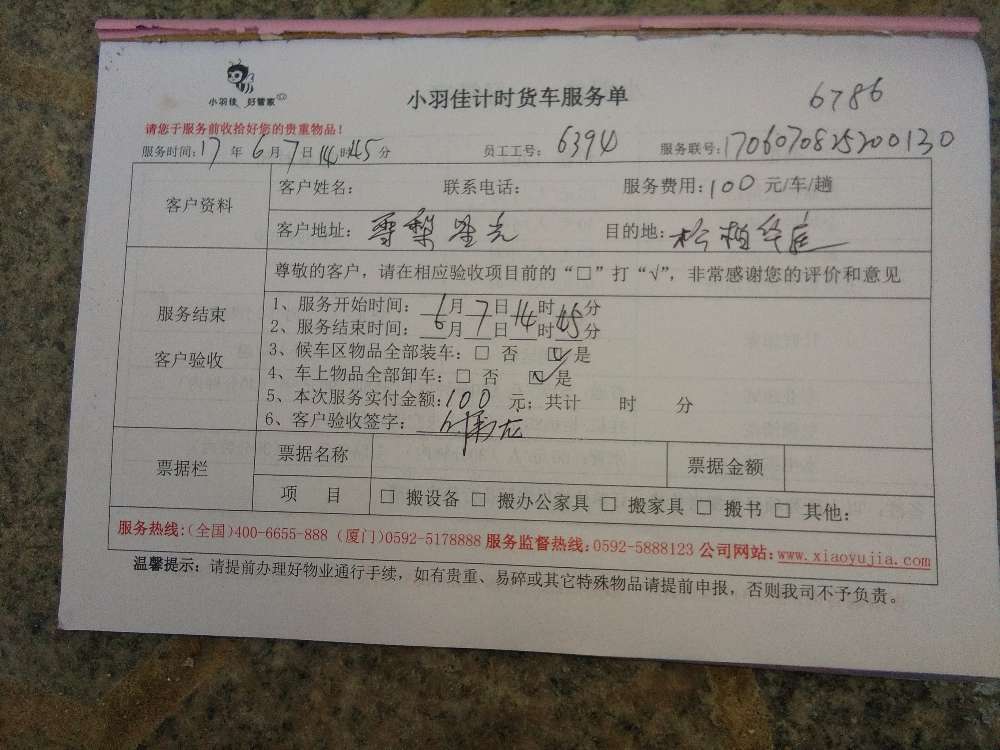 小羽佳 好管家
小羽佳计时货车服务单
6786
请您于服务前收拾好您的贵重物品！
服务时间：17 年 6 月 7 日 14 时 45 分 员工工号： 6394 服务联号：1706070825200130
客户资料
客户姓名： 联系电话： 服务费用：100 元/车/趟
客户地址： 雪梨星光 目的地：松柏华庭
服务结束
客户验收
尊敬的客户，请在相应验收项目前的“□”打“√”，非常感谢您的评价和意见
1、服务开始时间： 6 月 7 日 14 时 45 分
2、服务结束时间： 6 月 日 时 分
3、候车区物品全部装车：□ 否 ☑ 是
4、车上物品全部卸车：□ 否 ☑ 是
5、本次服务实付金额：100 元；共计 时 分
6、客户验收签字：
票据栏
票据名称 票据金额
项 目 □ 搬设备 □ 搬办公家具 □ 搬家具 □ 搬书 □ 其他：
服务热线：(全国)400-6655-888 (厦门)0592-5178888 服务监督热线：0592-5888123 公司网站：www.xiaoyujia.com
温馨提示：请提前办理好物业通行手续，如有贵重、易碎或其它特殊物品请提前申报，否则我司不予负责。